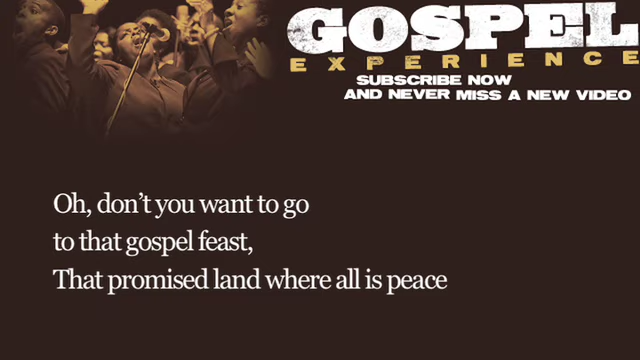 GOSPEL
EXPERIENCE
SUBSCRIBE NOW
AND NEVER MISS A NEW VIDEO
Oh, don’t you want to go
to that gospel feast,
That promised land where all is peace